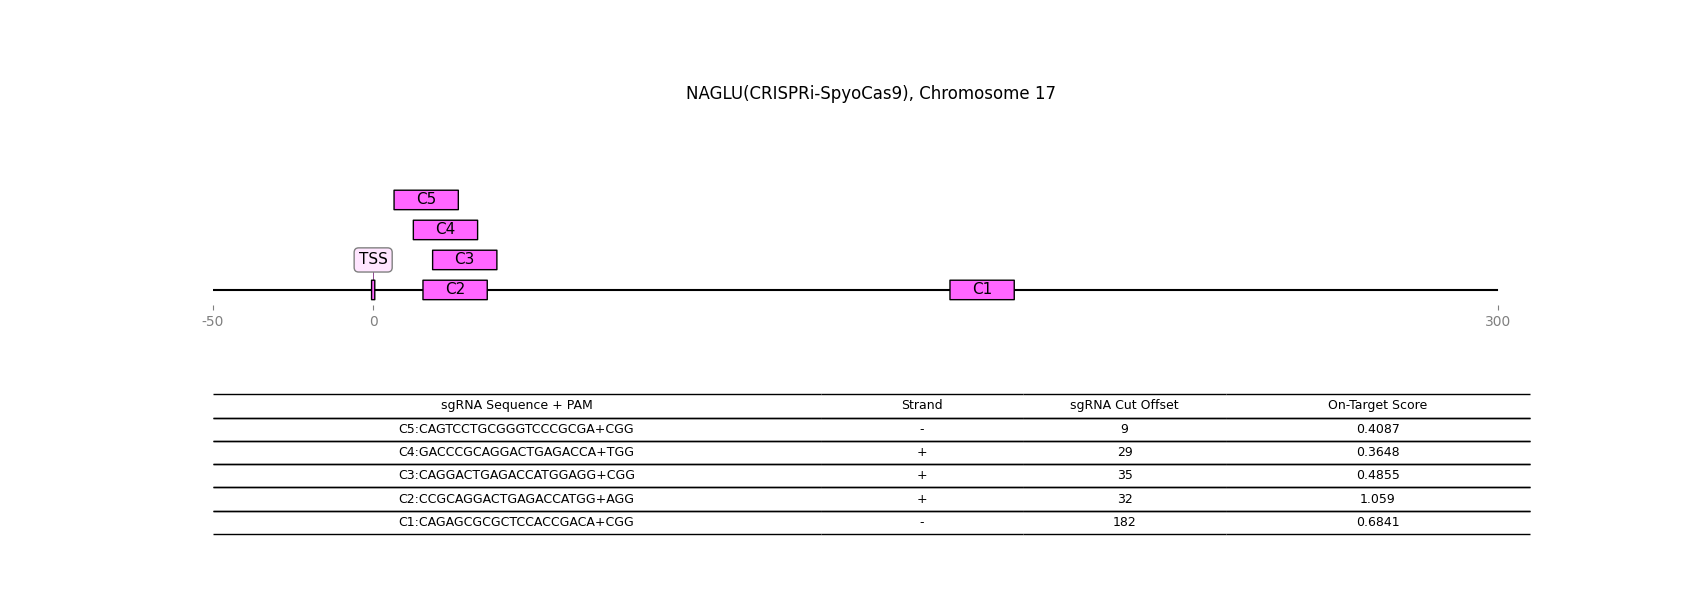 NAGLU(CRISPRi-SpyoCas9), Chromosome 17
C5
C4
TSS C3
C2 C1
-50 0 300
sgRNA Sequence + PAM Strand sgRNA Cut Offset On-Target Score
C5:CAGTCCTGCGGGTCCCGCGA+CGG - 9 0.4087
C4:GACCCGCAGGACTGAGACCA+TGG + 29 0.3648
C3:CAGGACTGAGACCATGGAGG+CGG + 35 0.4855
C2:CCGCAGGACTGAGACCATGG+AGG + 32 1.059
C1:CAGAGCGCGCTCCACCGACA+CGG - 182 0.6841